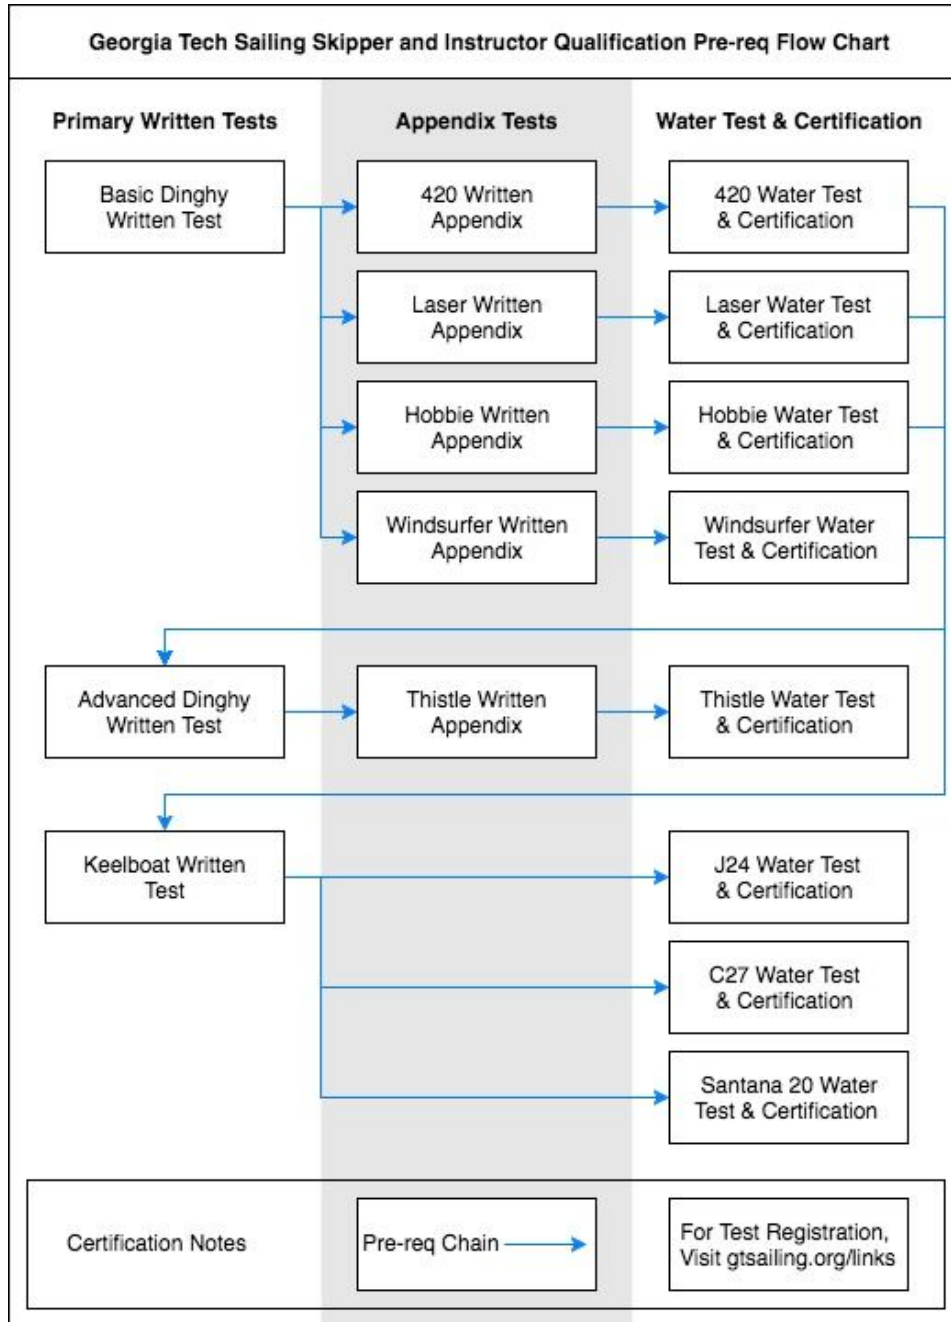 Georgia Tech Sailing Skipper and Instructor Qualification Pre-req Flow Chart
Primary Written Tests
Appendix Tests
Water Test & Certification
Basic Dinghy
Written Test
420 Written
Appendix
420 Water Test
& Certification
Laser Written
Appendix
Laser Water Test
& Certification
Hobbie Written
Appendix
Hobbie Water Test
& Certification
Windsurfer Written
Appendix
Windsurfer Water
Test & Certification
Advanced Dinghy
Written Test
Thistle Written
Appendix
Thistle Water Test
& Certification
Keelboat Written
Test
J24 Water Test
& Certification
C27 Water Test
& Certification
Santana 20 Water
Test & Certification
Certification Notes
Pre-req Chain
For Test Registration,
Visit gtsailing.org/links